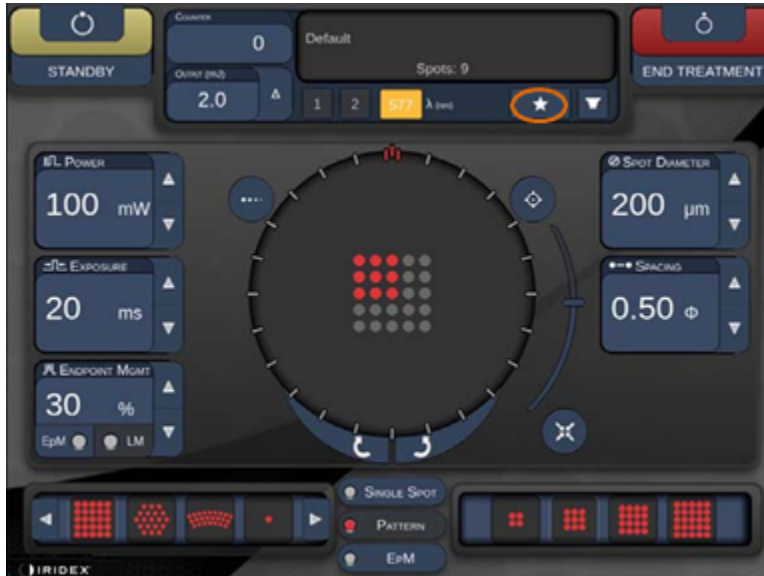 STANDBY
COUNTER
0
OUTPUT (mJ)
2.0
Default
Spots: 9
1 2 577 λ (nm)
END TREATMENT
POWER
100 mW
EXPOSURE
20 ms
ENDPOINT MGMT
30 %
EpM LM
SPOT DIAMETER
200 μm
SPACING
0.50 Φ
SINGLE SPOT
PATTERN
EPM
IRIDEX